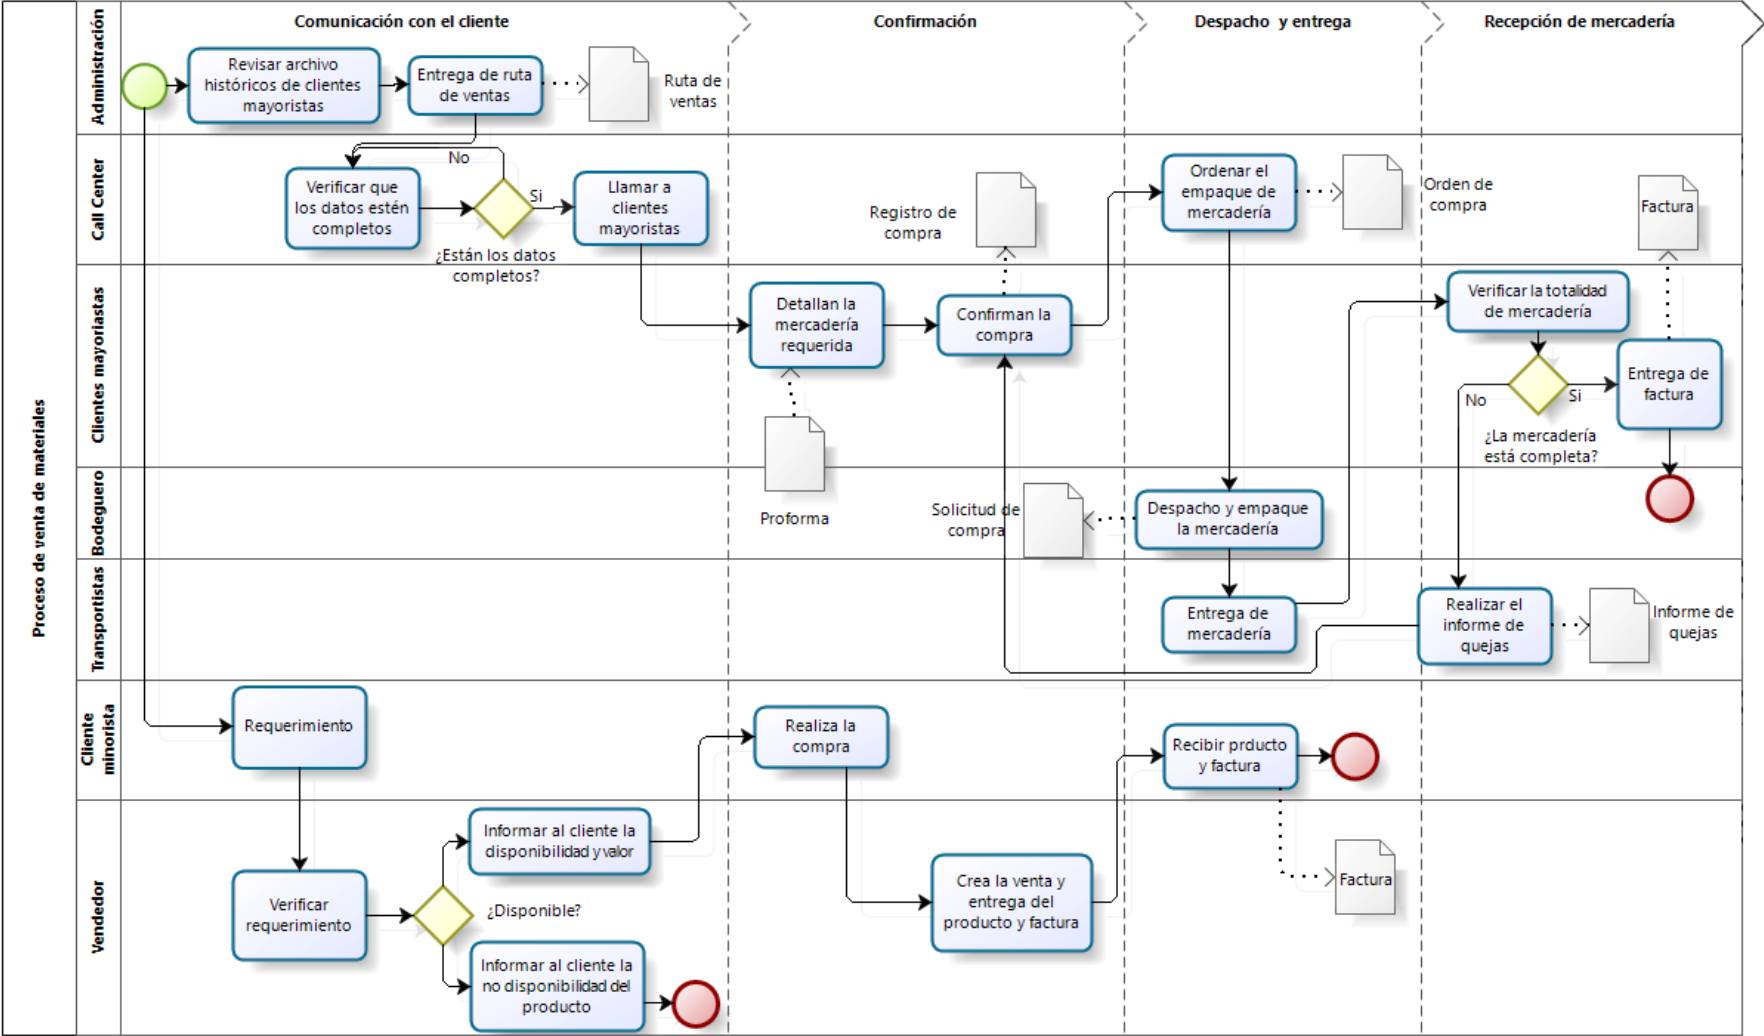 Proceso de venta de materiales
Comunicación con el cliente
Confirmación
Despacho y entrega
Recepción de mercadería
Administración
Revisar archivo
históricos de clientes
mayoristas
Entrega de ruta
de ventas
Ruta de
ventas
Call Center
Verificar que
los datos estén
completos
No
Si
¿Están los datos
completos?
Llamar a
clientes
mayoristas
Registro de
compra
Ordenar el
empaque de
mercadería
Orden de
compra
Factura
Clientes mayoriastas
Detallan la
mercadería
requerida
Confirman la
compra
Verificar la totalidad
de mercadería
No
Si
¿La mercadería
está completa?
Entrega de
factura
Bodeguero
Proforma
Solicitud de
compra
Despacho y empaque
la mercadería
Transportistas
Entrega de
mercadería
Realizar el
informe de
quejas
Informe de
quejas
Cliente
minorista
Requerimiento
Realiza la
compra
Recibir prducto
y factura
Vendedor
Verificar
requerimiento
¿Disponible?
Informar al cliente la
disponibilidad y valor
Informar al cliente la
no disponibilidad del
producto
Crea la venta y
entrega del
producto y factura
Factura